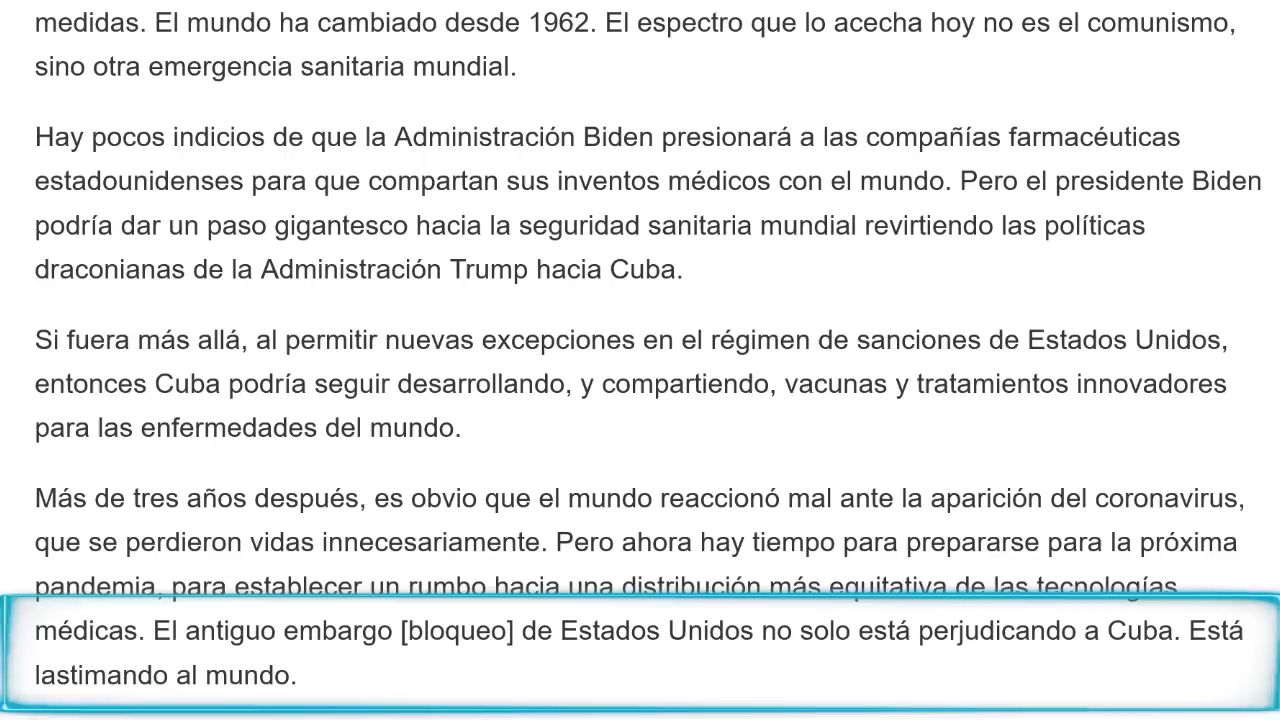 medidas. El mundo ha cambiado desde 1962. El espectro que lo acecha hoy no es el comunismo,
sino otra emergencia sanitaria mundial.
Hay pocos indicios de que la Administración Biden presionará a las compañías farmacéuticas
estadounidenses para que compartan sus inventos médicos con el mundo. Pero el presidente Biden
podría dar un paso gigantesco hacia la seguridad sanitaria mundial revirtiendo las políticas
draconianas de la Administración Trump hacia Cuba.
Si fuera más allá, al permitir nuevas excepciones en el régimen de sanciones de Estados Unidos,
entonces Cuba podría seguir desarrollando, y compartiendo, vacunas y tratamientos innovadores
para las enfermedades del mundo.
Más de tres años después, es obvio que el mundo reaccionó mal ante la aparición del coronavirus,
que se perdieron vidas innecesariamente. Pero ahora hay tiempo para prepararse para la próxima
pandemia, para establecer un rumbo hacia una distribución más equitativa de las tecnologías
médicas. El antiguo embargo [bloqueo] de Estados Unidos no solo está perjudicando a Cuba. Está
lastimando al mundo.